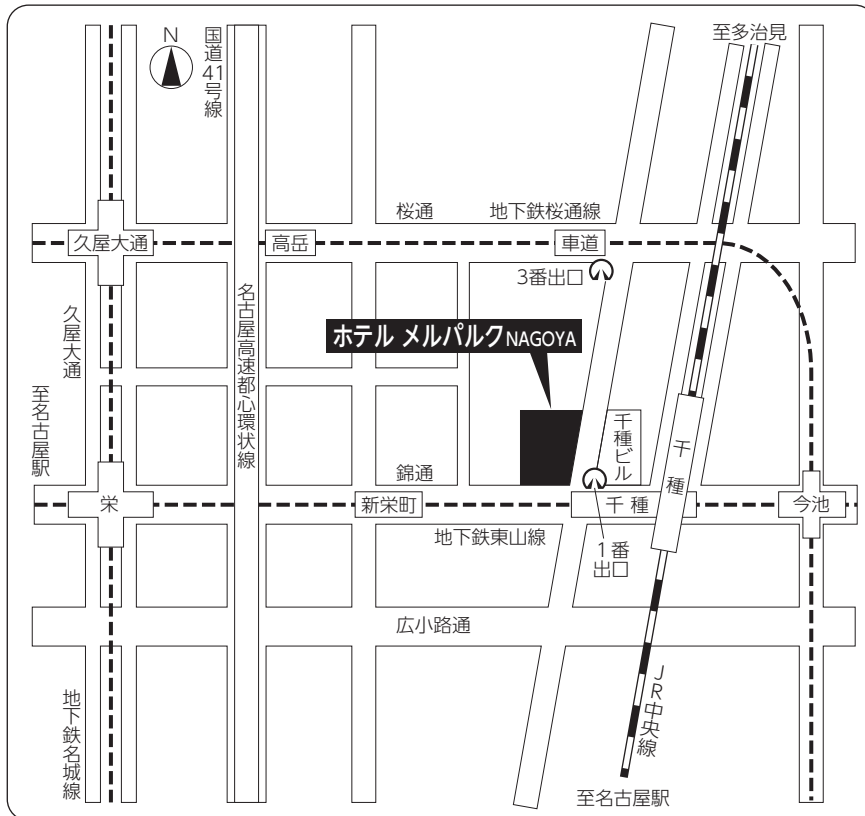 至多治見
N
国道41号線
桜通
地下鉄桜通線
久屋大通
高岳
車道
3番出口
久屋大通
名古屋高速都心環状線
ホテル メルパルクNAGOYA
至名古屋駅
千種ビル
千種
錦通
栄
新栄町
千種
今池
地下鉄東山線
1番
出口
広小路通
地下鉄名城線
JR中央線
至名古屋駅